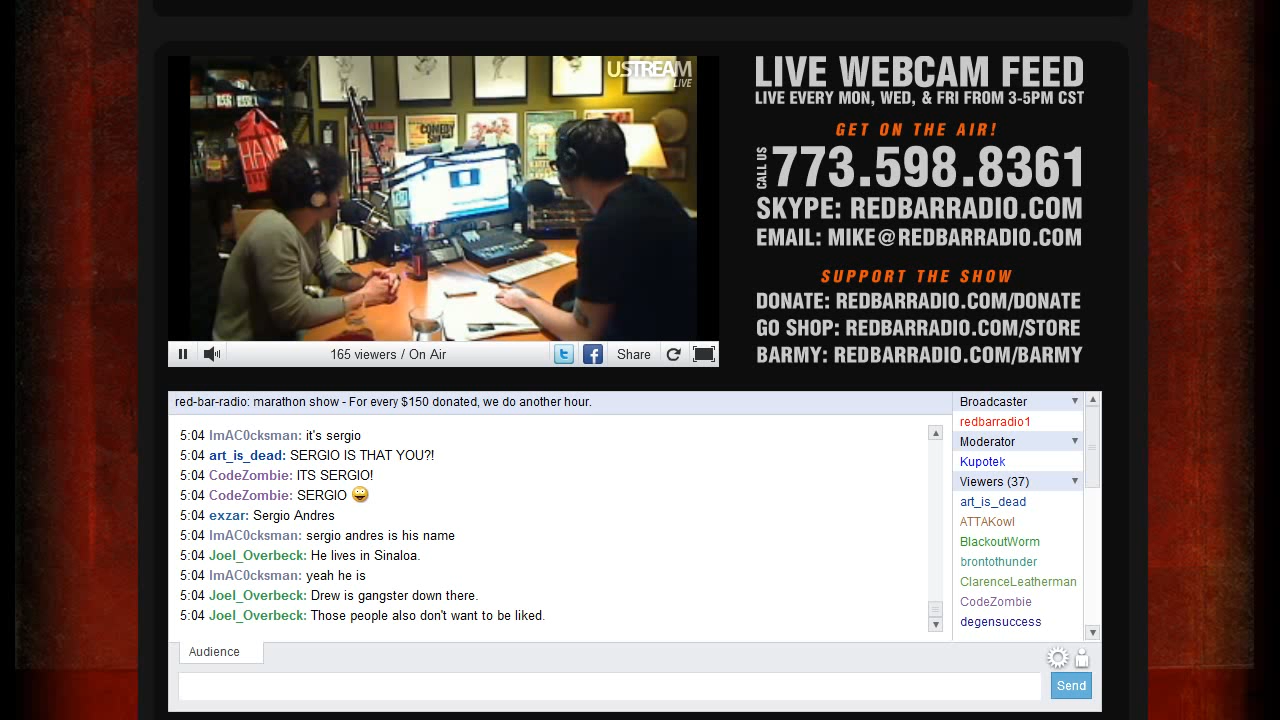 USTREAM
LIVE
HAW
COMEDY
LIVE WEBCAM FEED
LIVE EVERY MON, WED, & FRI FROM 3-5PM CST
GET ON THE AIR!
CALL US
773.598.8361
SKYPE: REDBARRADIO.COM
EMAIL: MIKE@REDBARRADIO.COM
SUPPORT THE SHOW
DONATE: REDBARRADIO.COM/DONATE
GO SHOP: REDBARRADIO.COM/STORE
BARMY: REDBARRADIO.COM/BARMY
165 viewers / On Air
Share
red-bar-radio: marathon show - For every $150 donated, we do another hour.
5:04 ImAC0cksman: it's sergio
5:04 art_is_dead: SERGIO IS THAT YOU?!
5:04 CodeZombie: ITS SERGIO!
5:04 CodeZombie: SERGIO
5:04 exzar: Sergio Andres
5:04 ImAC0cksman: sergio andres is his name
5:04 Joel_Overbeck: He lives in Sinaloa.
5:04 ImAC0cksman: yeah he is
5:04 Joel_Overbeck: Drew is gangster down there.
5:04 Joel_Overbeck: Those people also don't want to be liked.
Broadcaster
redbarradio1
Moderator
Kupotek
Viewers (37)
art_is_dead
ATTAKowl
BlackoutWorm
brontothunder
ClarenceLeatherman
CodeZombie
degensuccess
Audience
Send